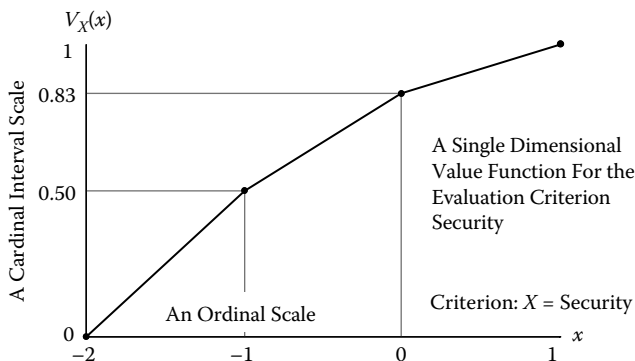 V_X(x)
1
0.83
0.50
0
A Cardinal Interval Scale
A Single Dimensional
Value Function For the
Evaluation Criterion
Security
An Ordinal Scale
Criterion: X = Security
−2
−1
0
1
x